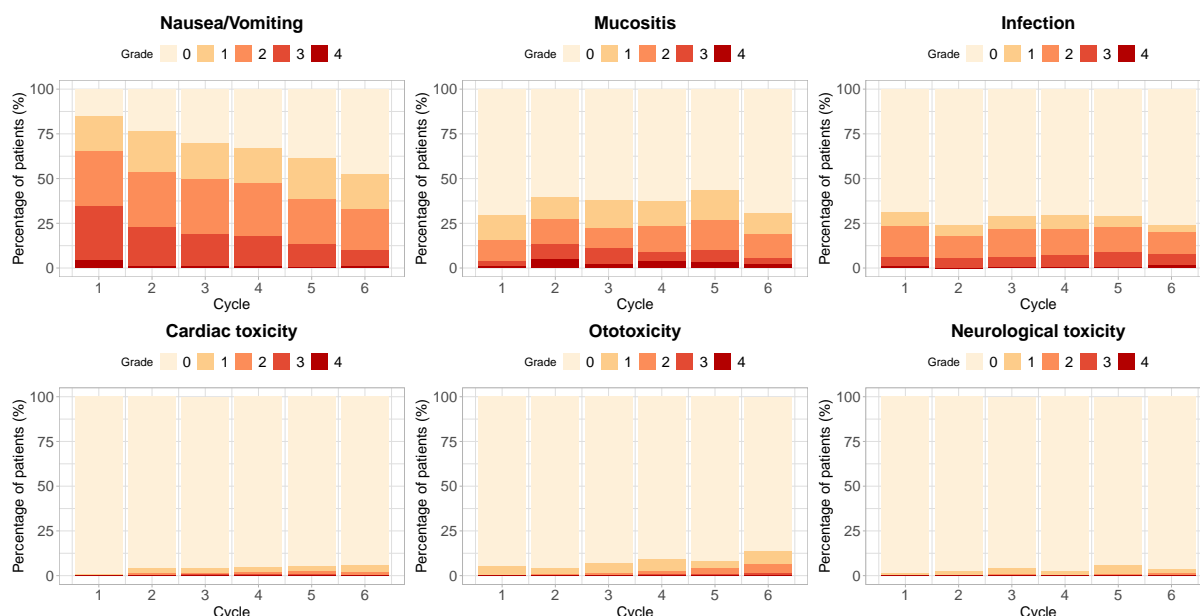 Nausea/Vomiting
Grade 0 1 2 3 4
Percentage of patients (%)
100
75
50
25
0
1 2 3 4 5 6
Cycle
Mucositis
Grade 0 1 2 3 4
Percentage of patients (%)
100
75
50
25
0
1 2 3 4 5 6
Cycle
Infection
Grade 0 1 2 3 4
Percentage of patients (%)
100
75
50
25
0
1 2 3 4 5 6
Cycle
Cardiac toxicity
Grade 0 1 2 3 4
Percentage of patients (%)
100
75
50
25
0
1 2 3 4 5 6
Cycle
Ototoxicity
Grade 0 1 2 3 4
Percentage of patients (%)
100
75
50
25
0
1 2 3 4 5 6
Cycle
Neurological toxicity
Grade 0 1 2 3 4
Percentage of patients (%)
100
75
50
25
0
1 2 3 4 5 6
Cycle